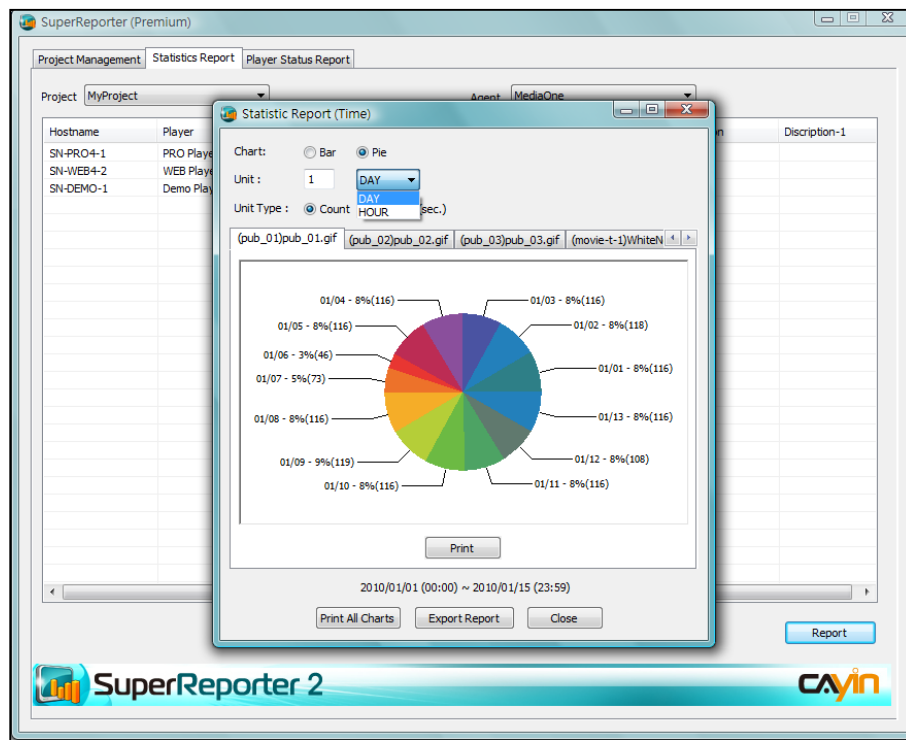 SuperReporter (Premium)
Project Management Statistics Report Player Status Report
Project MyProject Agent MediaOne
Hostname Player Discription-1
SN-PRO4-1 PRO Playe
SN-WEB4-2 WEB Playe
SN-DEMO-1 Demo Play
Statistic Report (Time)
Chart: Bar Pie
Unit : 1 DAY
DAY
HOUR
Unit Type : Count (sec.)
(pub_01)pub_01.gif (pub_02)pub_02.gif (pub_03)pub_03.gif (movie-t-1)WhiteN
01/04 - 8%(116) 01/03 - 8%(116)
01/05 - 8%(116) 01/02 - 8%(118)
01/06 - 3%(46) 01/01 - 8%(116)
01/07 - 5%(73)
01/08 - 8%(116) 01/13 - 8%(116)
01/09 - 9%(119) 01/12 - 8%(108)
01/10 - 8%(116) 01/11 - 8%(116)
Print
2010/01/01 (00:00) ~ 2010/01/15 (23:59)
Print All Charts Export Report Close
Report
SuperReporter 2 CAYIN